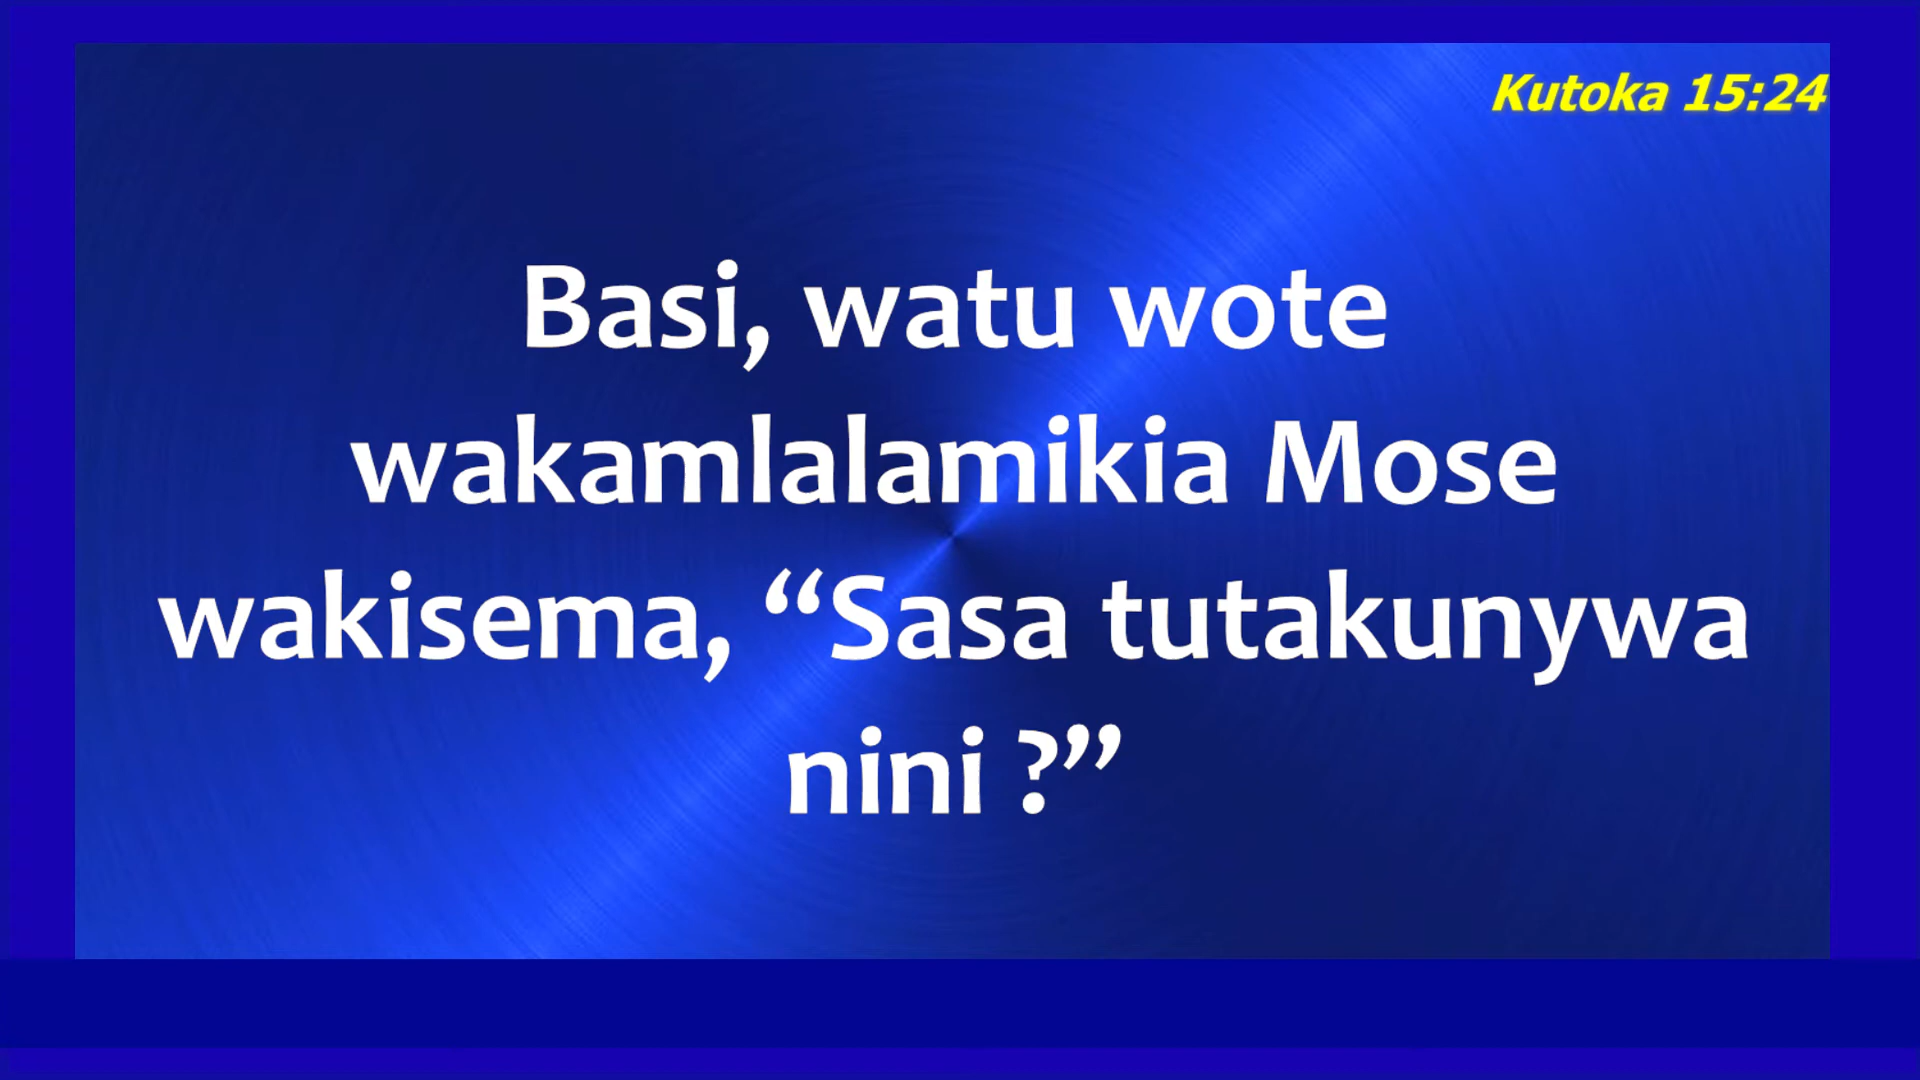 Kutoka 15:24
Basi, watu wote
wakamlalamikia Mose
wakisema, “Sasa tutakunywa
nini ?”